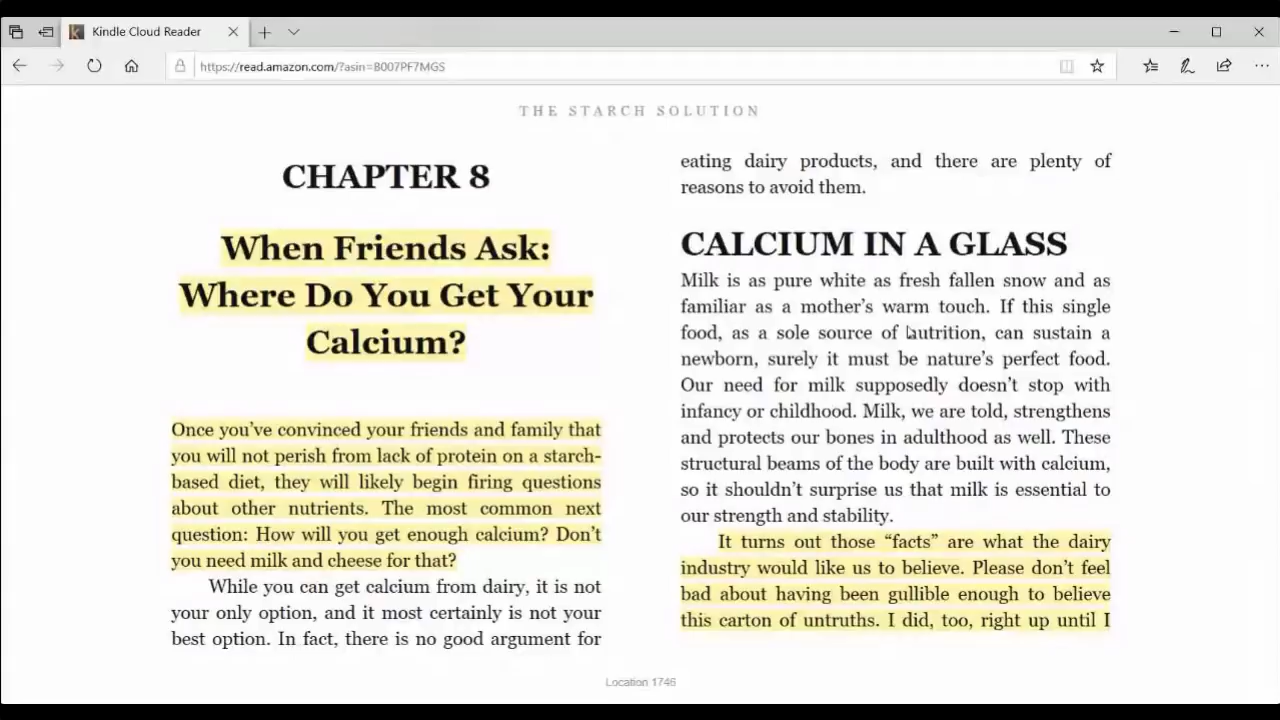 Kindle Cloud Reader
https://read.amazon.com/?asin=B007PF7MGS
THE STARCH SOLUTION
CHAPTER 8
When Friends Ask:
Where Do You Get Your
Calcium?
Once you’ve convinced your friends and family that
you will not perish from lack of protein on a starch-
based diet, they will likely begin firing questions
about other nutrients. The most common next
question: How will you get enough calcium? Don’t
you need milk and cheese for that?
While you can get calcium from dairy, it is not
your only option, and it most certainly is not your
best option. In fact, there is no good argument for
eating dairy products, and there are plenty of
reasons to avoid them.
CALCIUM IN A GLASS
Milk is as pure white as fresh fallen snow and as
familiar as a mother’s warm touch. If this single
food, as a sole source of nutrition, can sustain a
newborn, surely it must be nature’s perfect food.
Our need for milk supposedly doesn’t stop with
infancy or childhood. Milk, we are told, strengthens
and protects our bones in adulthood as well. These
structural beams of the body are built with calcium,
so it shouldn’t surprise us that milk is essential to
our strength and stability.
It turns out those “facts” are what the dairy
industry would like us to believe. Please don’t feel
bad about having been gullible enough to believe
this carton of untruths. I did, too, right up until I
Location 1746